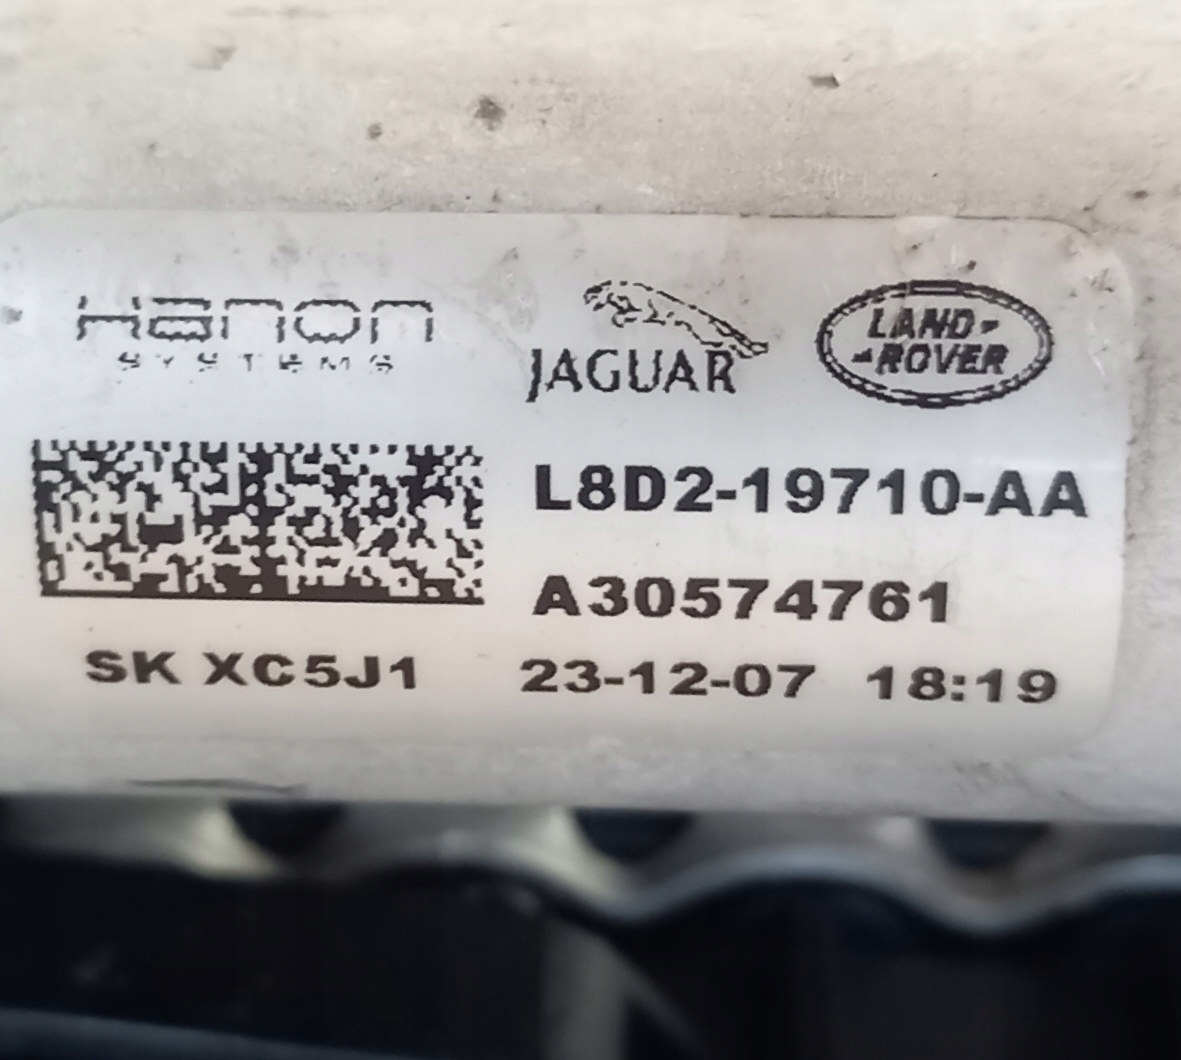 Hanon
SYSTEMS
JAGUAR
LAND-
-ROVER
L8D2-19710-AA
A30574761
SK XC5J1
23-12-07 18:19